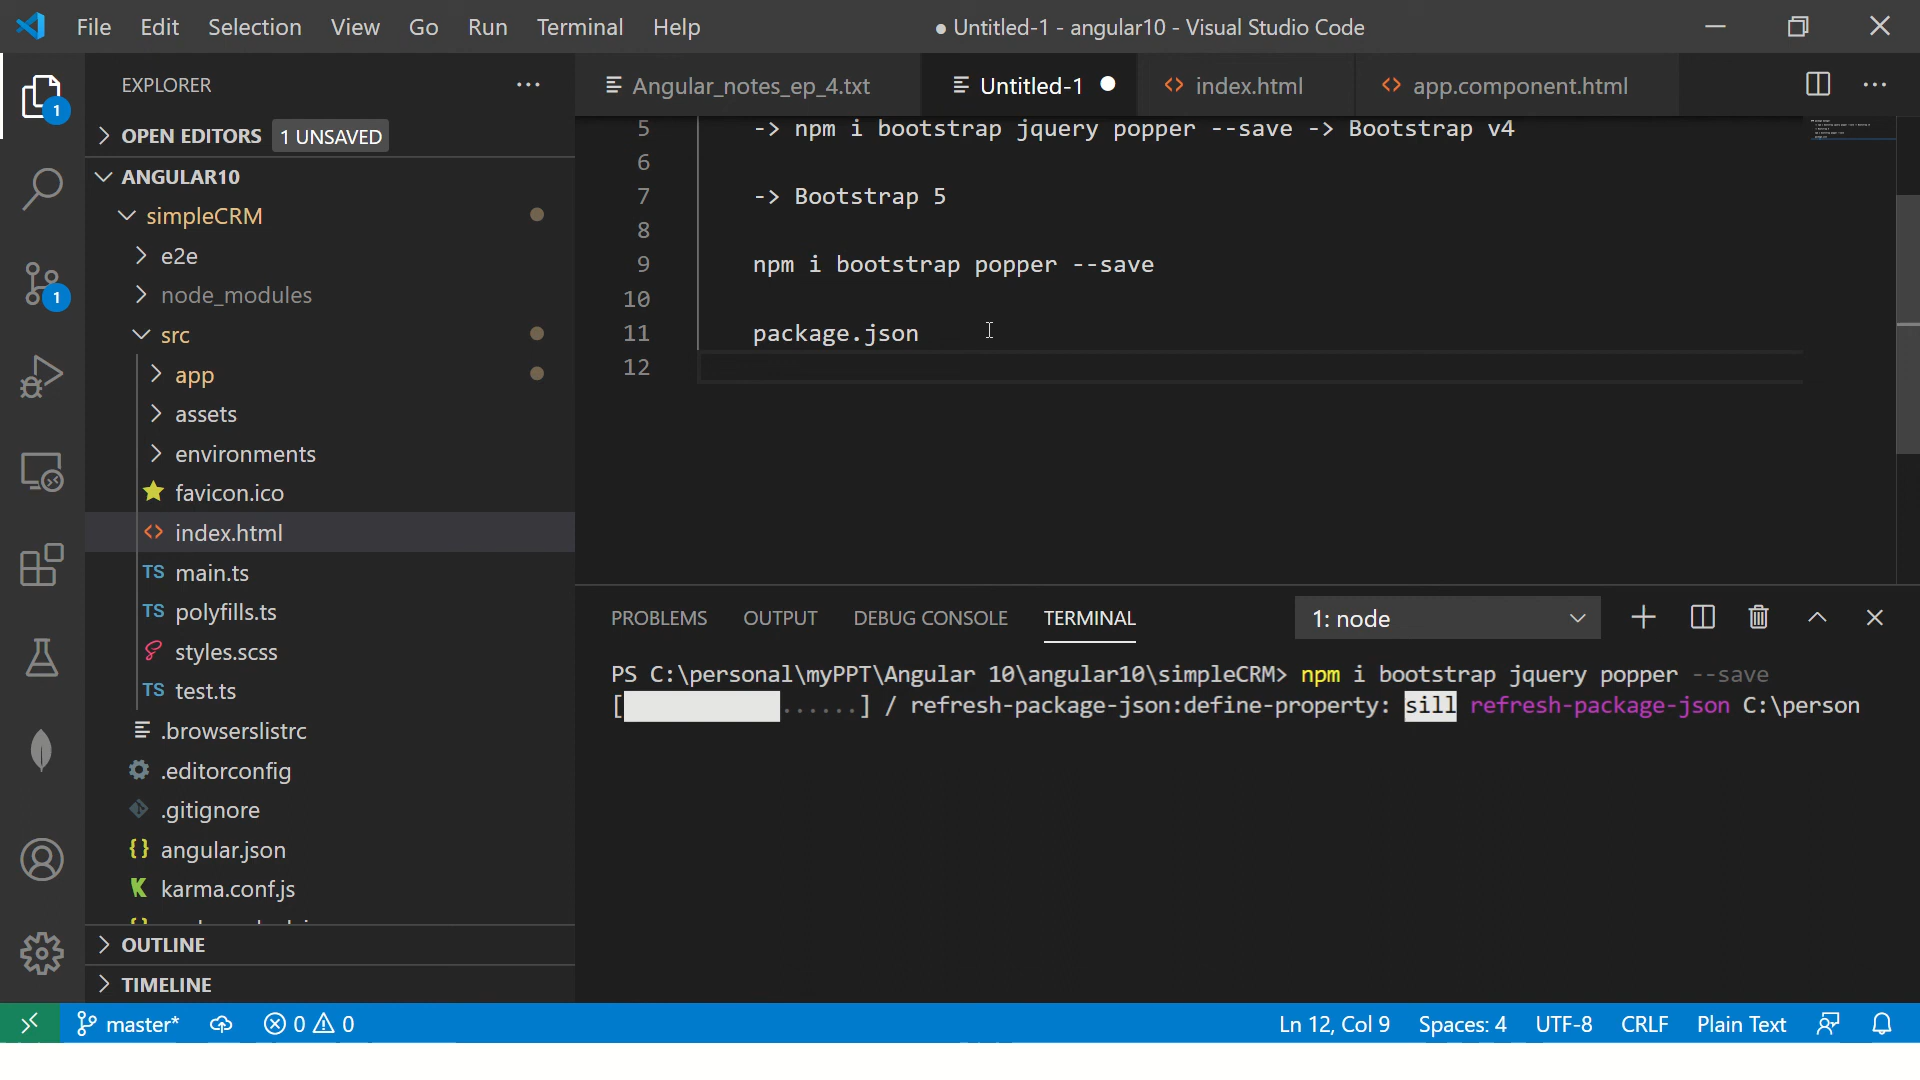 File Edit Selection View Go Run Terminal Help
● Untitled-1 - angular10 - Visual Studio Code
EXPLORER
Angular_notes_ep_4.txt Untitled-1 index.html app.component.html
OPEN EDITORS 1 UNSAVED
ANGULAR10
simpleCRM
e2e
node_modules
src
app
assets
environments
favicon.ico
index.html
TS main.ts
TS polyfills.ts
styles.scss
TS test.ts
.browserslistrc
.editorconfig
.gitignore
{} angular.json
K karma.conf.js
OUTLINE
TIMELINE
1
1
5 -> npm i bootstrap jquery popper --save -> Bootstrap v4
6
7 -> Bootstrap 5
8
9 npm i bootstrap popper --save
10
11 package.json
12
PROBLEMS OUTPUT DEBUG CONSOLE TERMINAL 1: node
PS C:\personal\myPPT\Angular 10\angular10\simpleCRM> npm i bootstrap jquery popper --save
[ ......] / refresh-package-json:define-property: sill refresh-package-json C:\person
master* 0 0 Ln 12, Col 9 Spaces: 4 UTF-8 CRLF Plain Text